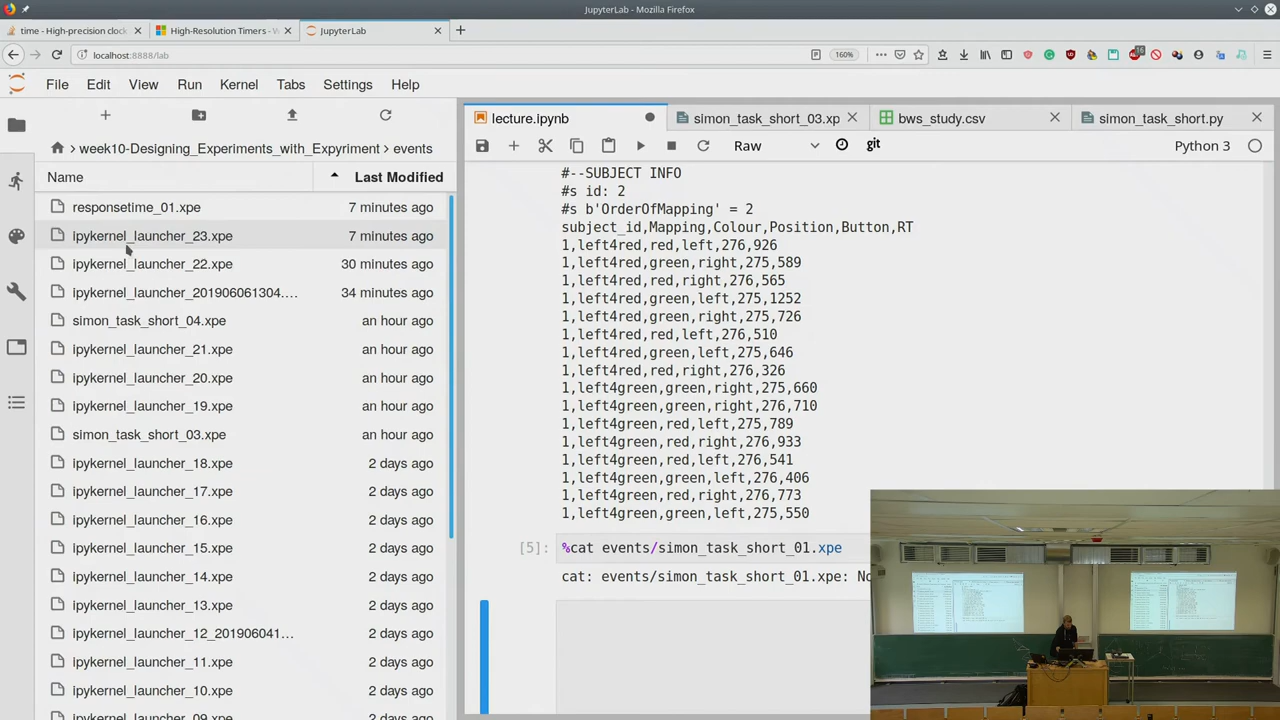 JupyterLab - Mozilla Firefox
time - High-precision clock
High-Resolution Timers - W
JupyterLab
localhost:8888/lab
160%
16
File Edit View Run Kernel Tabs Settings Help
lecture.ipynb
simon_task_short_03.xp
bws_study.csv
simon_task_short.py
Raw
git
Python 3
week10-Designing_Experiments_with_Expyriment > events
Name Last Modified
responsetime_01.xpe 7 minutes ago
ipykernel_launcher_23.xpe 7 minutes ago
ipykernel_launcher_22.xpe 30 minutes ago
ipykernel_launcher_201906061304.… 34 minutes ago
simon_task_short_04.xpe an hour ago
ipykernel_launcher_21.xpe an hour ago
ipykernel_launcher_20.xpe an hour ago
ipykernel_launcher_19.xpe an hour ago
simon_task_short_03.xpe an hour ago
ipykernel_launcher_18.xpe 2 days ago
ipykernel_launcher_17.xpe 2 days ago
ipykernel_launcher_16.xpe 2 days ago
ipykernel_launcher_15.xpe 2 days ago
ipykernel_launcher_14.xpe 2 days ago
ipykernel_launcher_13.xpe 2 days ago
ipykernel_launcher_12_201906041… 2 days ago
ipykernel_launcher_11.xpe 2 days ago
ipykernel_launcher_10.xpe 2 days ago
ipykernel_launcher_09.xpe 2 days ago
#--SUBJECT INFO
#s id: 2
#s b'OrderOfMapping' = 2
subject_id,Mapping,Colour,Position,Button,RT
1,left4red,red,left,276,926
1,left4red,green,right,275,589
1,left4red,red,right,276,565
1,left4red,green,left,275,1252
1,left4red,green,right,275,726
1,left4red,red,left,276,510
1,left4red,green,left,275,646
1,left4red,red,right,276,326
1,left4green,green,right,275,660
1,left4green,green,right,276,710
1,left4green,red,left,275,789
1,left4green,red,right,276,933
1,left4green,red,left,276,541
1,left4green,green,left,276,406
1,left4green,red,right,276,773
1,left4green,green,left,275,550
[5]: %cat events/simon_task_short_01.xpe
cat: events/simon_task_short_01.xpe: No